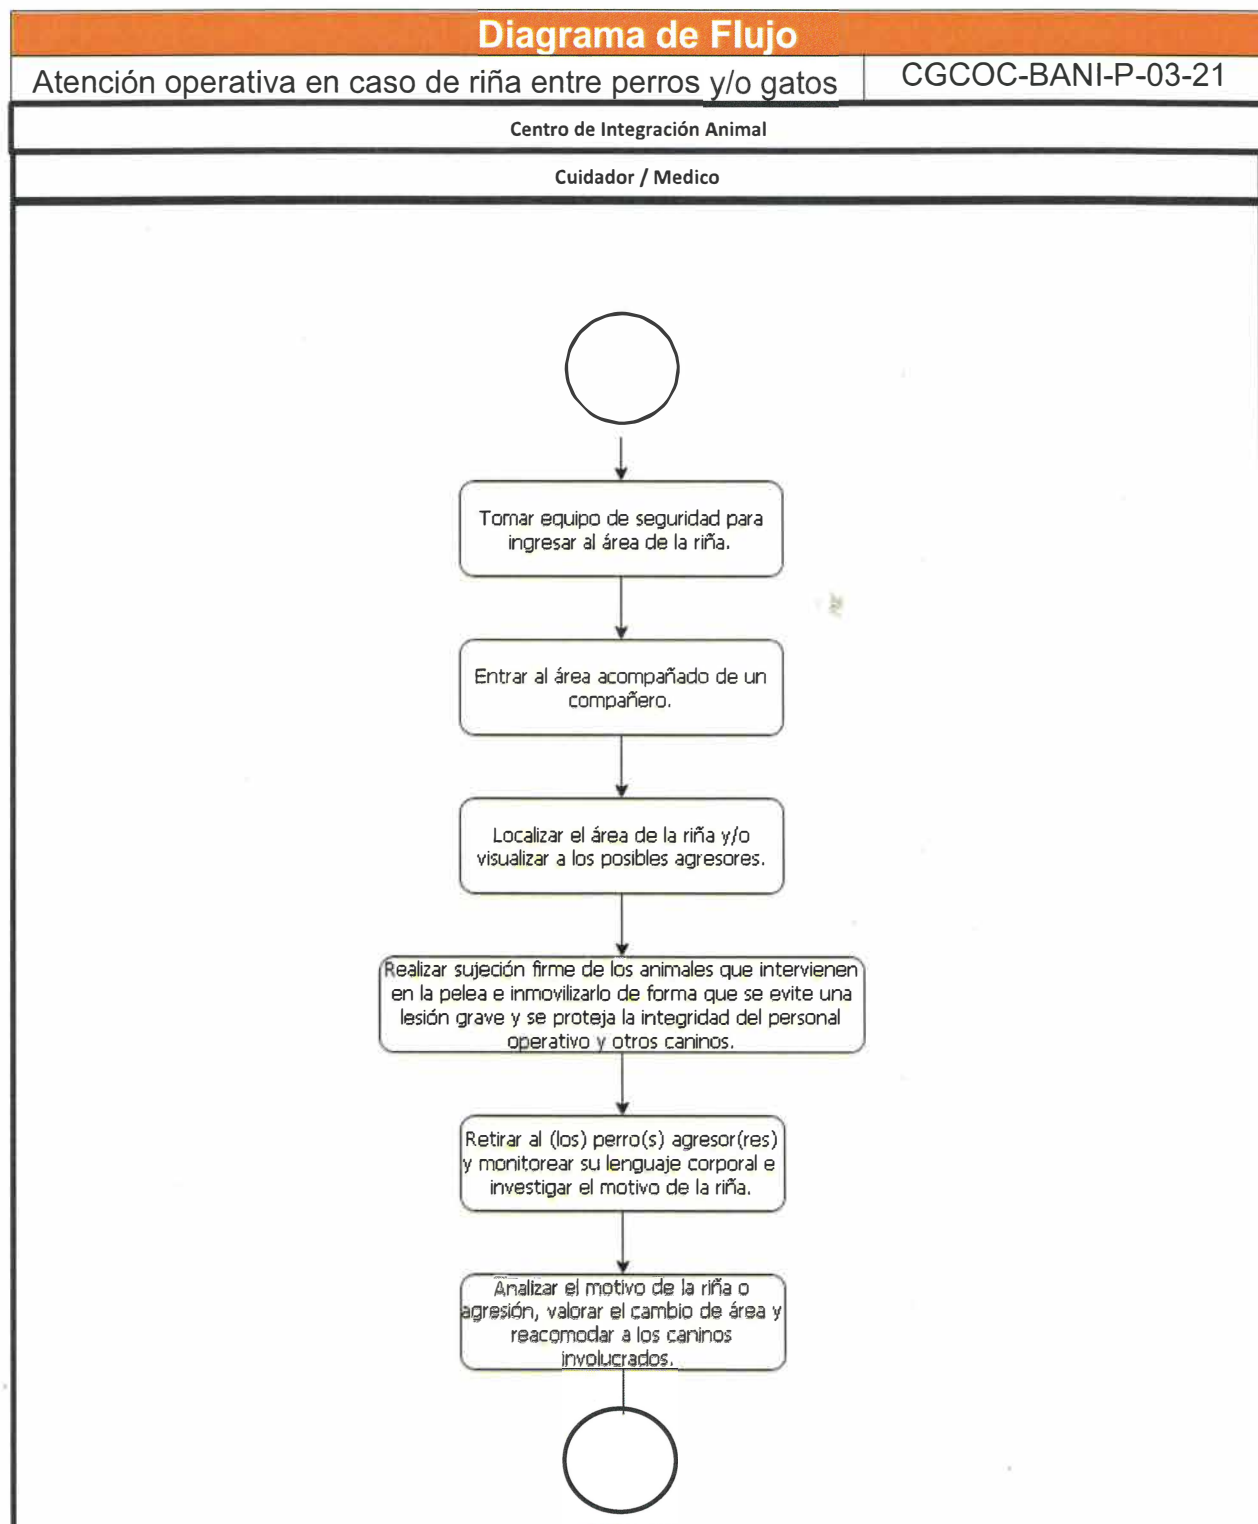 Diagrama de Flujo
Atención operativa en caso de riña entre perros y/o gatos
CGCOC-BANI-P-03-21
Centro de Integración Animal
Cuidador / Medico
Tomar equipo de seguridad para
ingresar al área de la riña.
Entrar al área acompañado de un
compañero.
Localizar el área de la riña y/o
visualizar a los posibles agresores.
Realizar sujeción firme de los animales que intervienen
en la pelea e inmovilizarlo de forma que se evite una
lesión grave y se proteja la integridad del personal
operativo y otros caninos.
Retirar al (los) perro(s) agresor(res)
y monitorear su lenguaje corporal e
investigar el motivo de la riña.
Analizar el motivo de la riña o
agresión, valorar el cambio de área y
reacomodar a los caninos
involucrados.